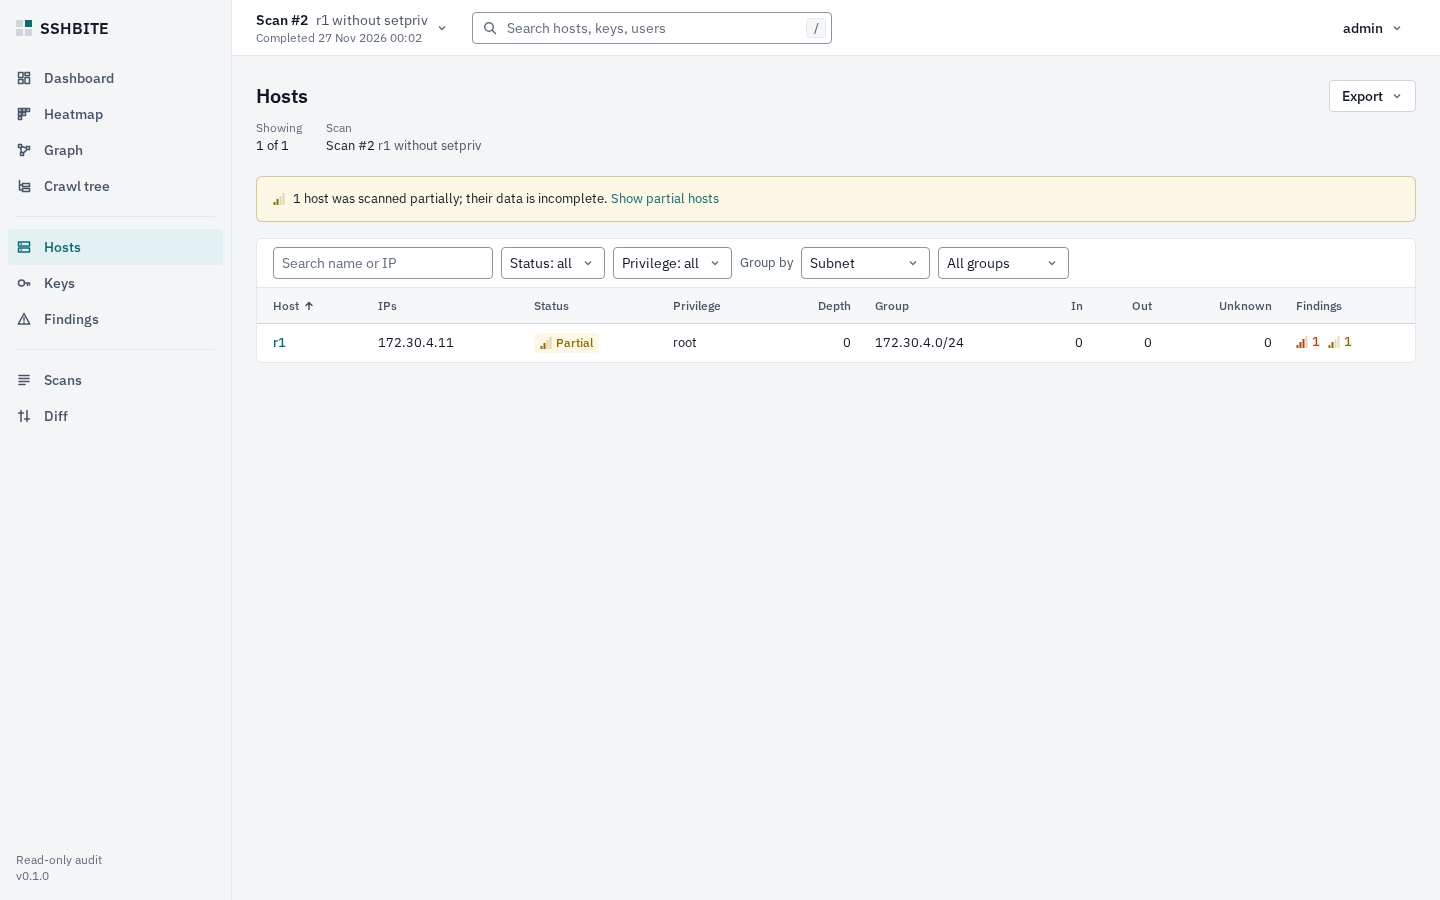 SSHBITE
Dashboard
Heatmap
Graph
Crawl tree
Hosts
Keys
Findings
Scans
Diff
Read-only audit
v0.1.0
Scan #2 r1 without setpriv
Completed 27 Nov 2026 00:02
Search hosts, keys, users /
admin
Hosts
Export
Showing Scan
1 of 1 Scan #2 r1 without setpriv
1 host was scanned partially; their data is incomplete. Show partial hosts
Search name or IP Status: all Privilege: all Group by Subnet All groups
Host IPs Status Privilege Depth Group In Out Unknown Findings
r1 172.30.4.11 Partial root 0 172.30.4.0/24 0 0 0 1 1